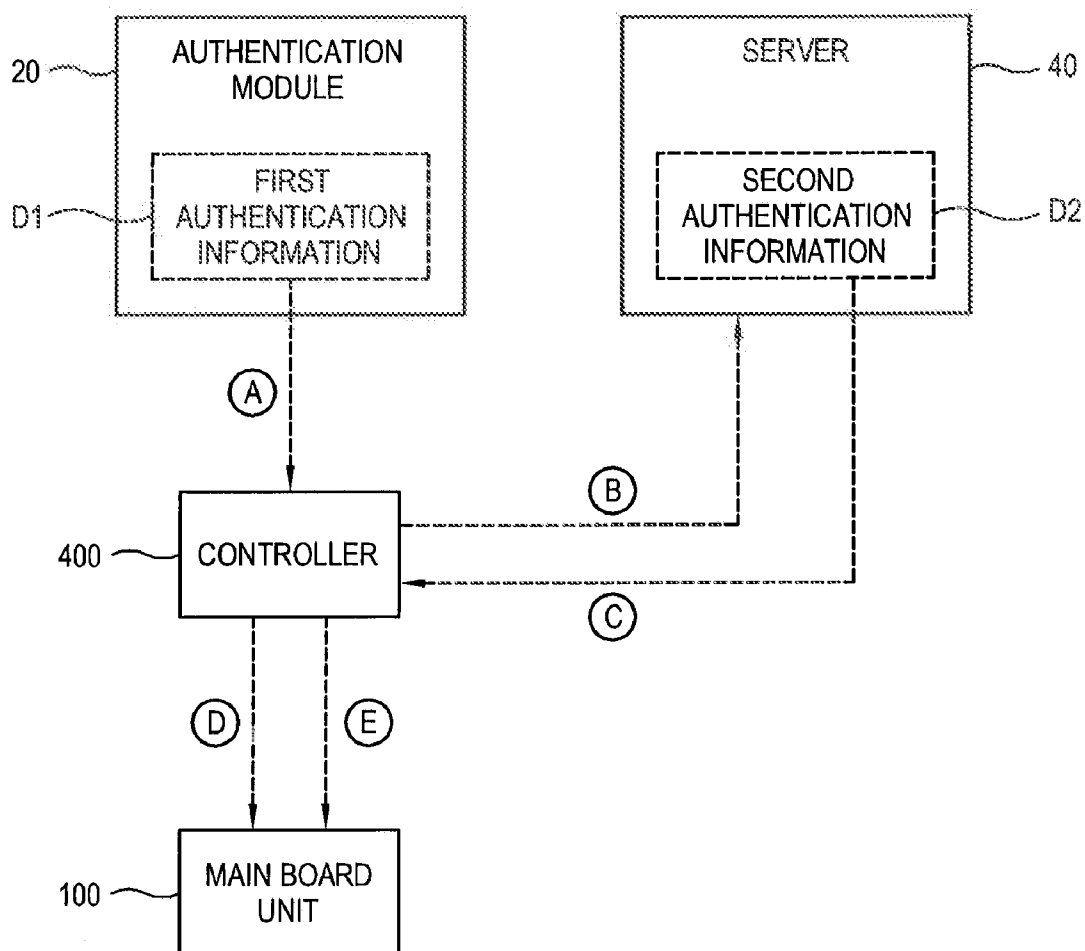 20
AUTHENTICATION
MODULE
D1
FIRST
AUTHENTICATION
INFORMATION
SERVER
40
SECOND
AUTHENTICATION
INFORMATION
D2
A
B
400
CONTROLLER
C
D
E
100
MAIN BOARD
UNIT